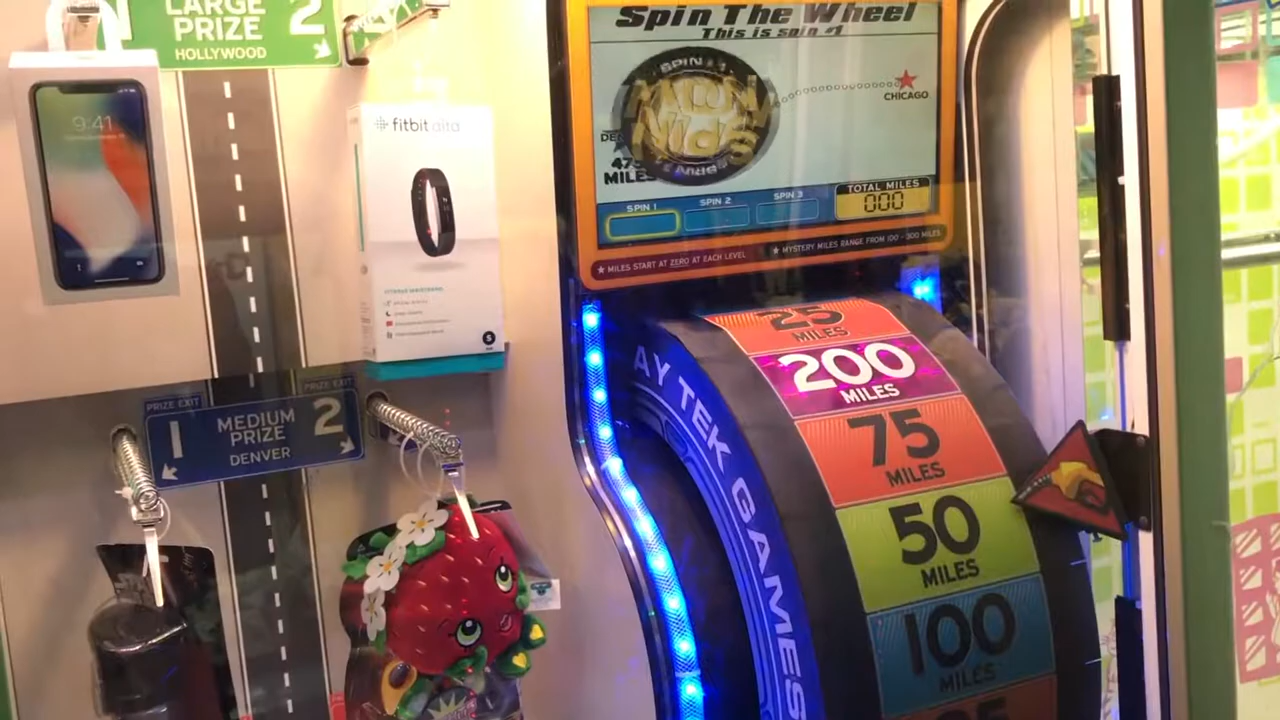 LARGE
PRIZE
HOLLYWOOD
2
9:41
fitbit alta
S
PRIZE EXIT
1
MEDIUM
PRIZE
DENVER
PRIZE EXIT
2
Spin The Wheel
This is spin #1
CHICAGO
MILES
SPIN 1
SPIN 2
SPIN 3
TOTAL MILES
000
★ MILES START AT ZERO AT EACH LEVEL
★ MYSTERY MILES RANGE FROM 100 - 300 MILES
25
MILES
200
MILES
75
MILES
50
MILES
100
MILES
AY TEK GAMES